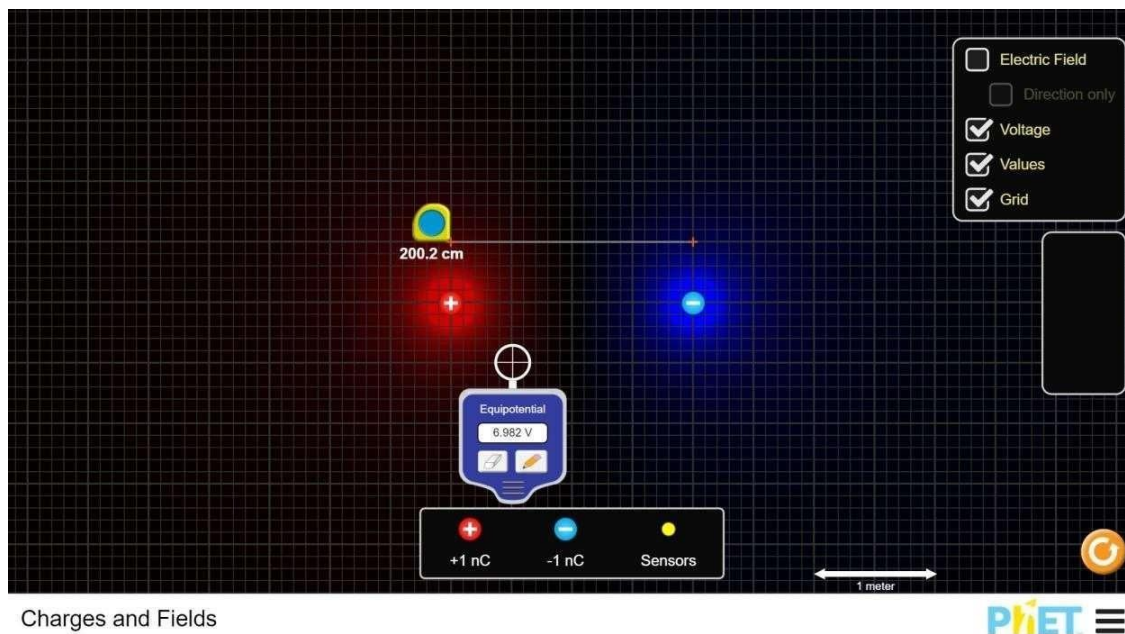 Electric Field
Direction only
Voltage
Values
Grid
200.2 cm
+
−
Equipotential
6.982 V
+
−
+1 nC
-1 nC
Sensors
1 meter
Charges and Fields
PhET